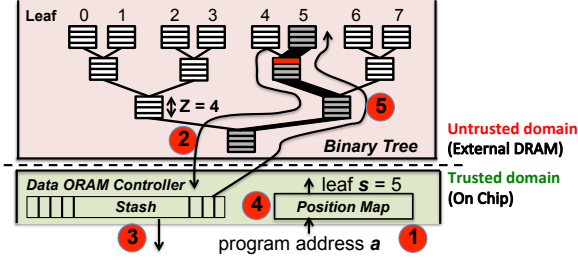 Leaf 0 1 2 3 4 5 6 7
Z = 4
5
2
Binary Tree
Untrusted domain
(External DRAM)
Trusted domain
(On Chip)
Data ORAM Controller
leaf s = 5
Stash
4
Position Map
3
program address a
1